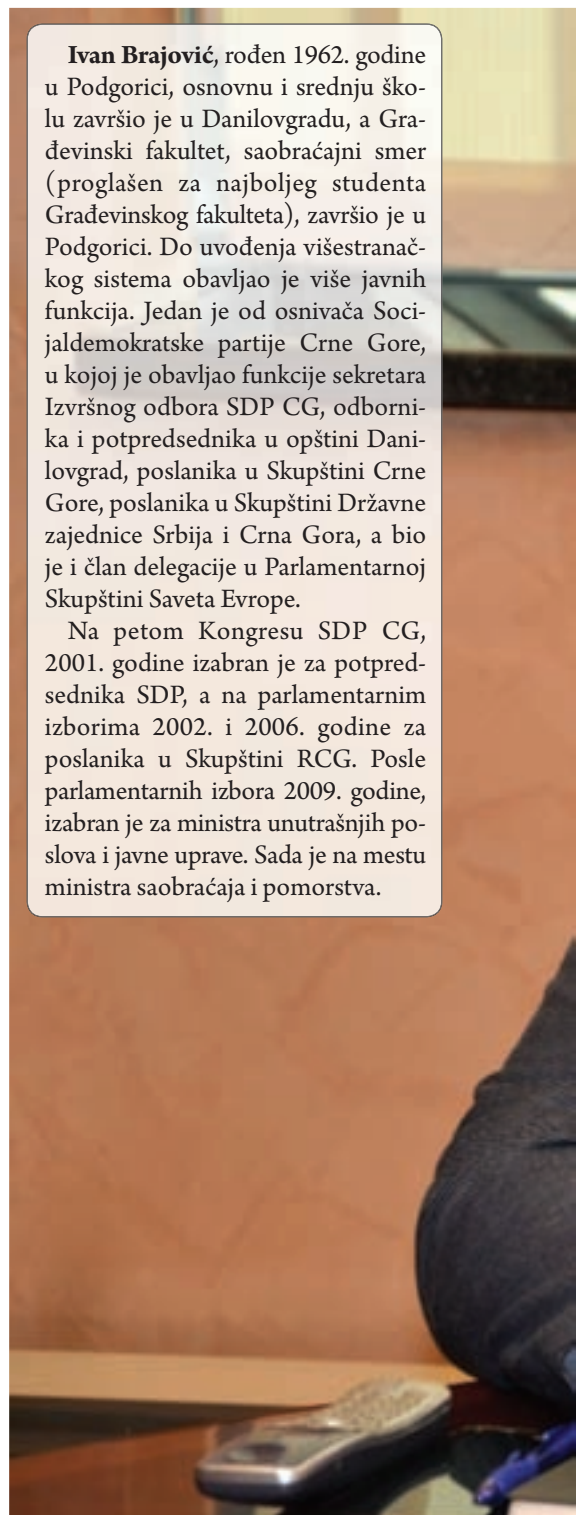 Ivan Brajović, rođen 1962. godine
u Podgorici, osnovnu i srednju ško-
lu završio je u Danilovgradu, a Gra-
đevinski fakultet, saobraćajni smer
(proglašen za najboljeg studenta
Građevinskog fakulteta), završio je u
Podgorici. Do uvođenja višestranač-
kog sistema obavljao je više javnih
funkcija. Jedan je od osnivača Soci-
jaldemokratske partije Crne Gore,
u kojoj je obavljao funkcije sekretara
Izvršnog odbora SDP CG, odborni-
ka i potpredsednika u opštini Dani-
lovgrad, poslanika u Skupštini Crne
Gore, poslanika u Skupštini Državne
zajednice Srbija i Crna Gora, a bio
je i član delegacije u Parlamentarnoj
Skupštini Saveta Evrope.
Na petom Kongresu SDP CG,
2001. godine izabran je za potpred-
sednika SDP, a na parlamentarnim
izborima 2002. i 2006. godine za
poslanika u Skupštini RCG. Posle
parlamentarnih izbora 2009. godine,
izabran je za ministra unutrašnjih po-
slova i javne uprave. Sada je na mestu
ministra saobraćaja i pomorstva.